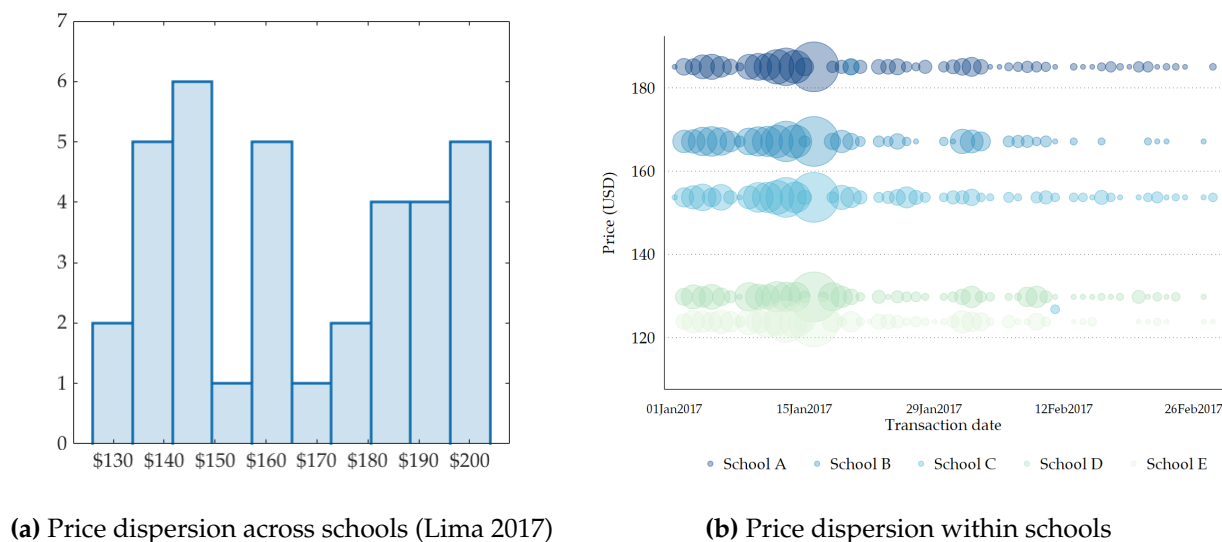 7
6
5
4
3
2
1
0
$130 $140 $150 $160 $170 $180 $190 $200
(a) Price dispersion across schools (Lima 2017)
Price (USD)
180
160
140
120
01Jan2017 15Jan2017 29Jan2017 12Feb2017 26Feb2017
Transaction date
School A School B School C School D School E
(b) Price dispersion within schools